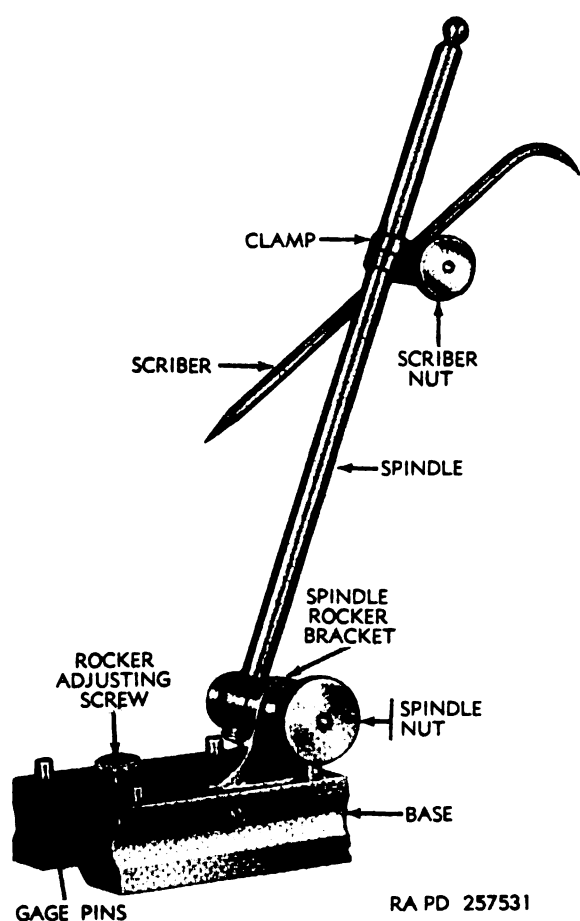 CLAMP
SCRIBER
NUT
SCRIBER
SPINDLE
SPINDLE
ROCKER
BRACKET
ROCKER
ADJUSTING
SCREW
SPINDLE
NUT
BASE
GAGE PINS
RA PD 257531